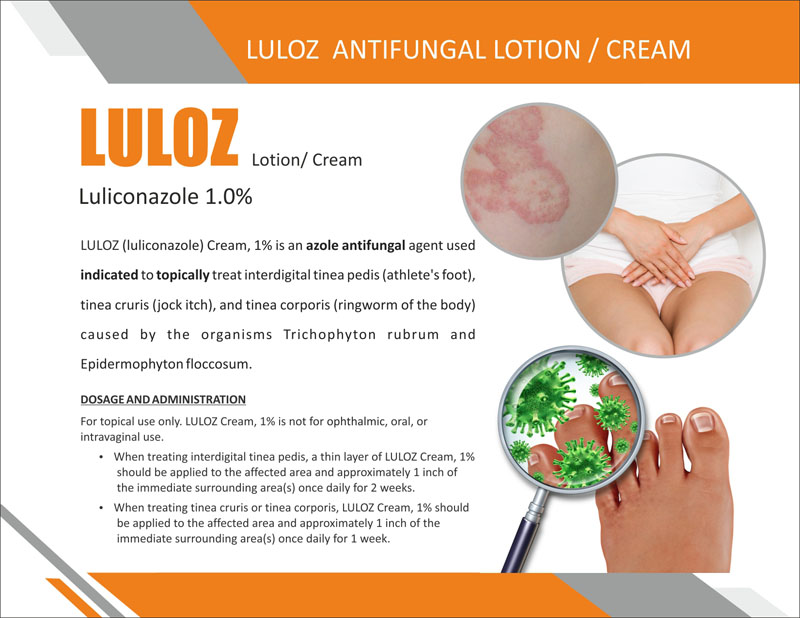 LULOZ ANTIFUNGAL LOTION / CREAM
LULOZ Lotion/ Cream
Luliconazole 1.0%
LULOZ (luliconazole) Cream, 1% is an azole antifungal agent used
indicated to topically treat interdigital tinea pedis (athlete's foot),
tinea cruris (jock itch), and tinea corporis (ringworm of the body)
caused by the organisms Trichophyton rubrum and
Epidermophyton floccosum.
DOSAGE AND ADMINISTRATION
For topical use only. LULOZ Cream, 1% is not for ophthalmic, oral, or
intravaginal use.
• When treating interdigital tinea pedis, a thin layer of LULOZ Cream, 1%
should be applied to the affected area and approximately 1 inch of
the immediate surrounding area(s) once daily for 2 weeks.
• When treating tinea cruris or tinea corporis, LULOZ Cream, 1% should
be applied to the affected area and approximately 1 inch of the
immediate surrounding area(s) once daily for 1 week.